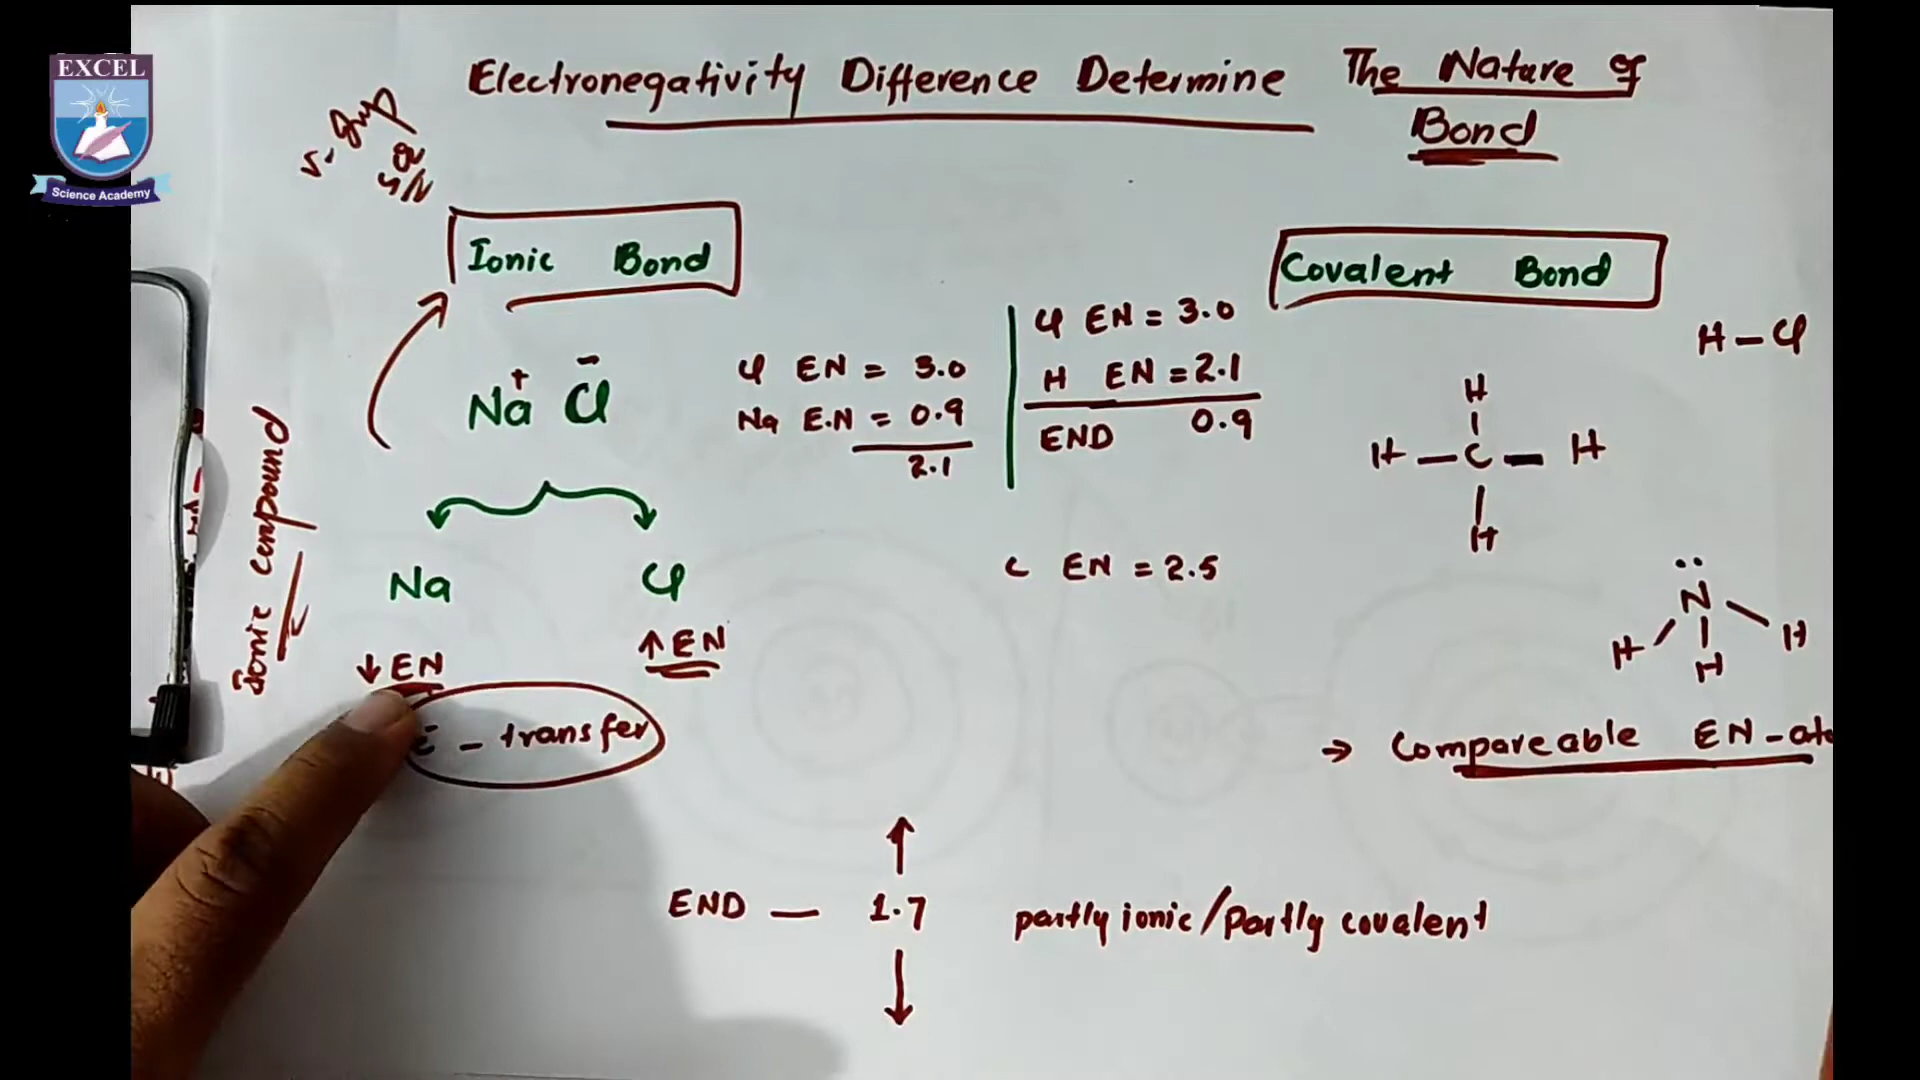 EXCEL
Science Academy
Electronegativity Difference Determine The Nature of
Bond
Ionic Bond
Na+ Cl-
Na
Cl
↓ EN
↑ EN
e - transfer
Ionic compound
Cl EN = 3.0
Na E.N = 0.9
2.1
Cl EN = 3.0
H EN = 2.1
END 0.9
C EN = 2.5
Covalent Bond
H - Cl
H
H - C - H
H
N
H H H
→ Compareable EN-ato
END - 1.7 partly ionic/partly covalent